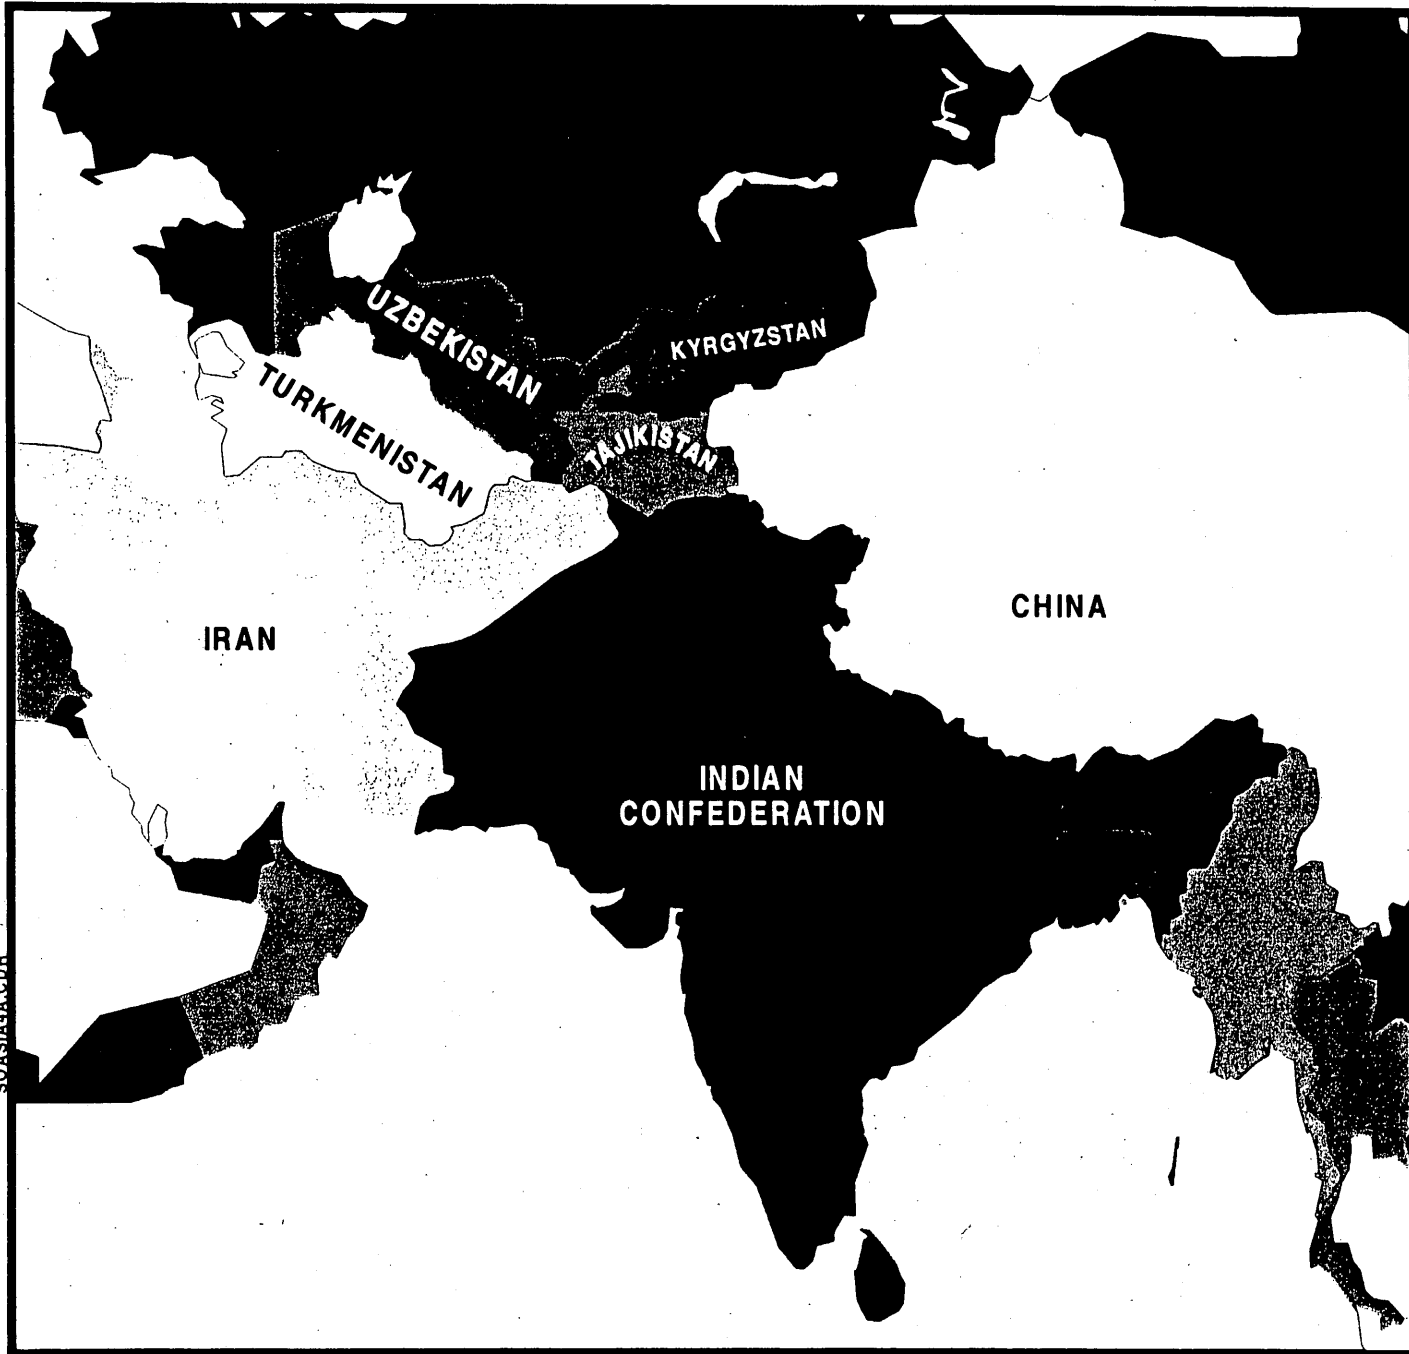 UZBEKISTAN
KYRGYZSTAN
TURKMENISTAN
TAJIKISTAN
CHINA
IRAN
INDIAN
CONFEDERATION